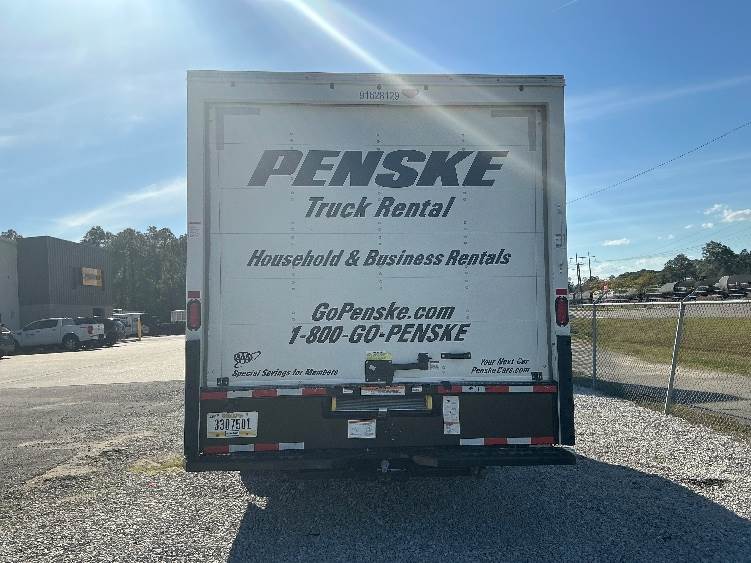 91628129
PENSKE
Truck Rental
Household & Business Rentals
GoPenske.com
1-800-GO-PENSKE
AAA
Special Savings for Members
Your Next Car
PenskeCars.com
3307501